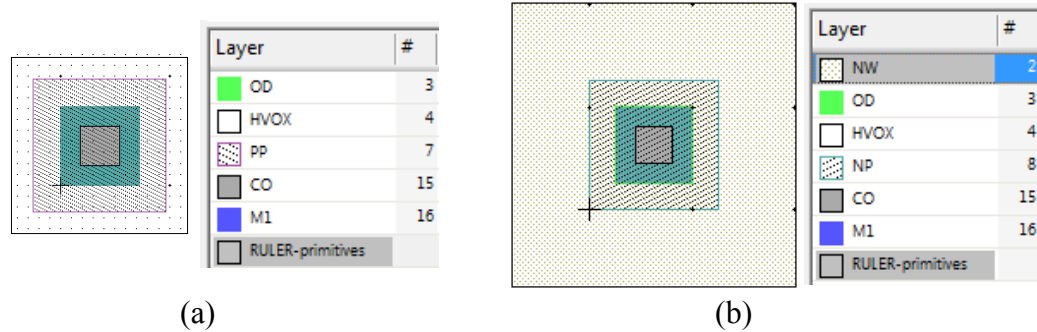 Layer #
OD 3
HVOX 4
PP 7
CO 15
M1 16
RULER-primitives
(a)
Layer #
NW 2
OD 3
HVOX 4
NP 8
CO 15
M1 16
RULER-primitives
(b)